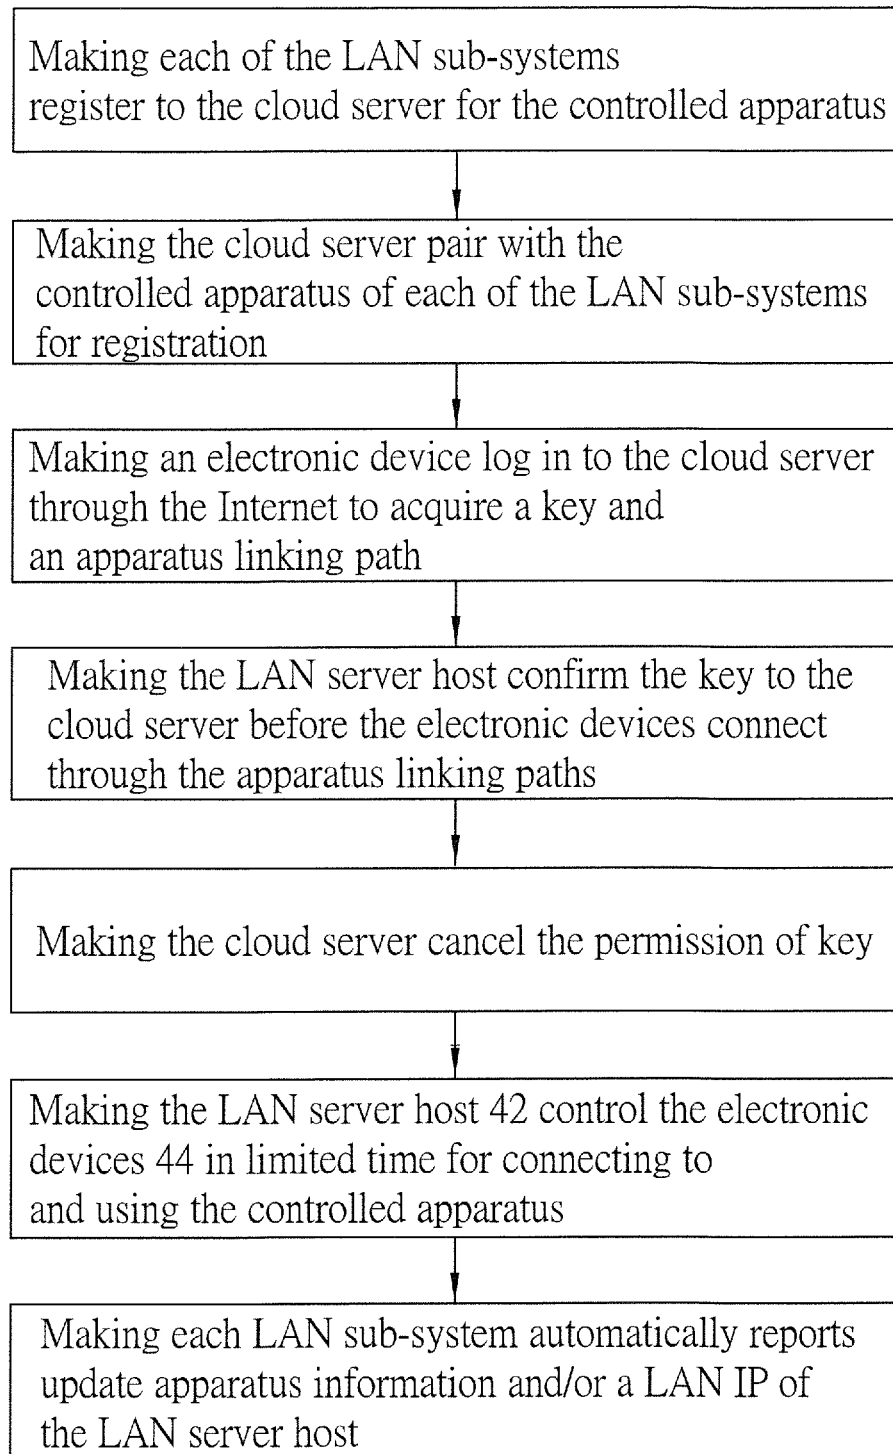 Making each of the LAN sub-systems
register to the cloud server for the controlled apparatus
Making the cloud server pair with the
controlled apparatus of each of the LAN sub-systems
for registration
Making an electronic device log in to the cloud server
through the Internet to acquire a key and
an apparatus linking path
Making the LAN server host confirm the key to the
cloud server before the electronic devices connect
through the apparatus linking paths
Making the cloud server cancel the permission of key
Making the LAN server host 42 control the electronic
devices 44 in limited time for connecting to
and using the controlled apparatus
Making each LAN sub-system automatically reports
update apparatus information and/or a LAN IP of
the LAN server host